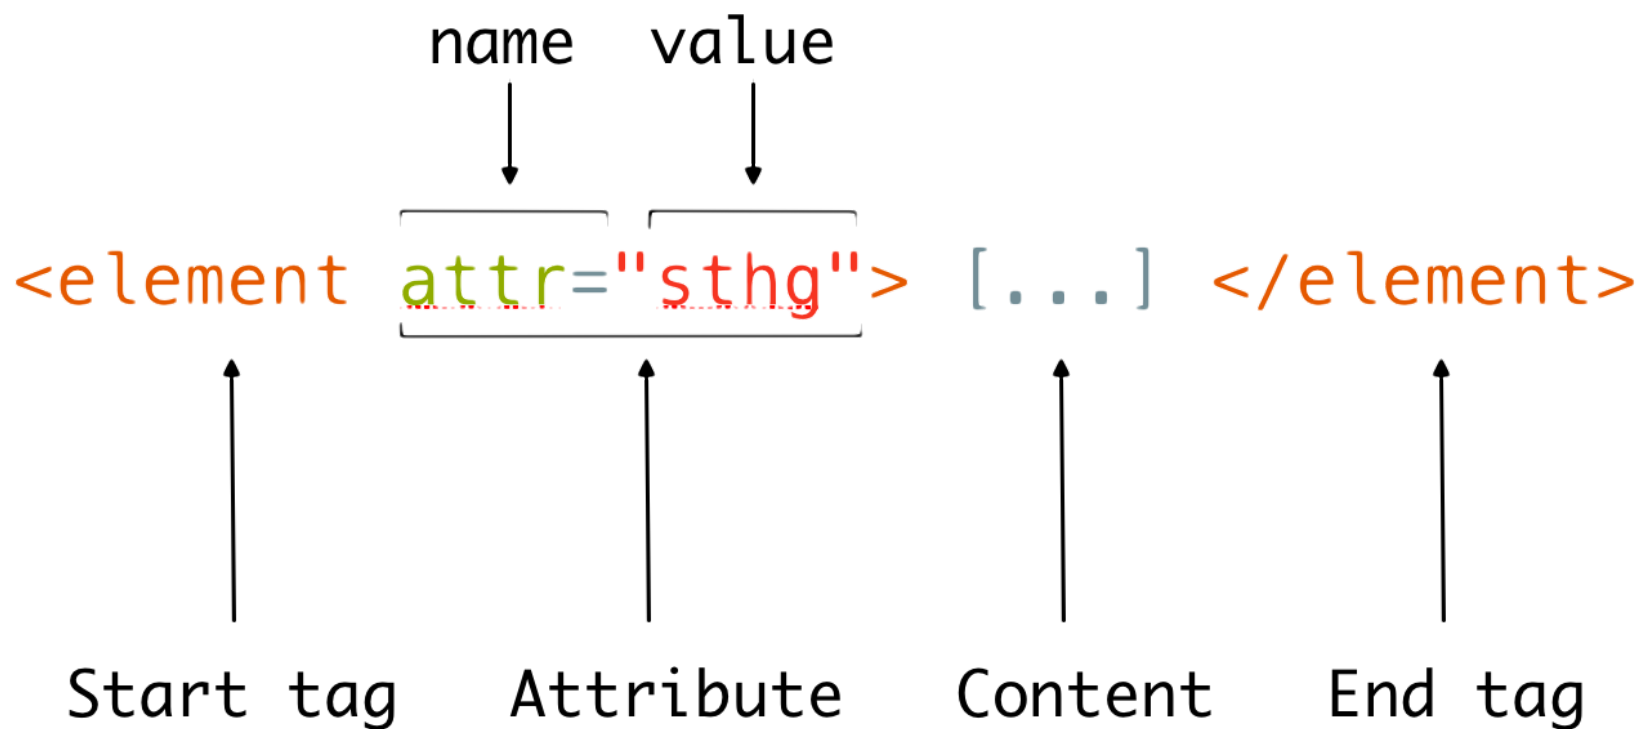 name value
<element attr="sthg"> [...] </element>
Start tag Attribute Content End tag